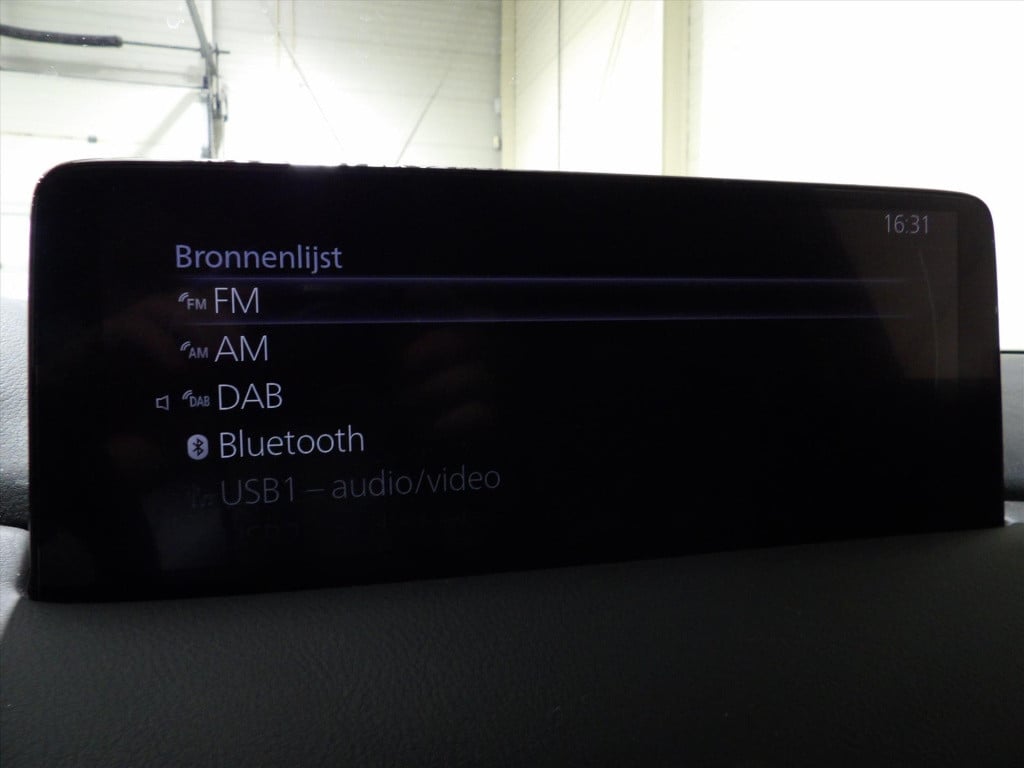 16:31
Bronnenlijst
FM FM
AM AM
DAB DAB
Bluetooth
USB1 – audio/video